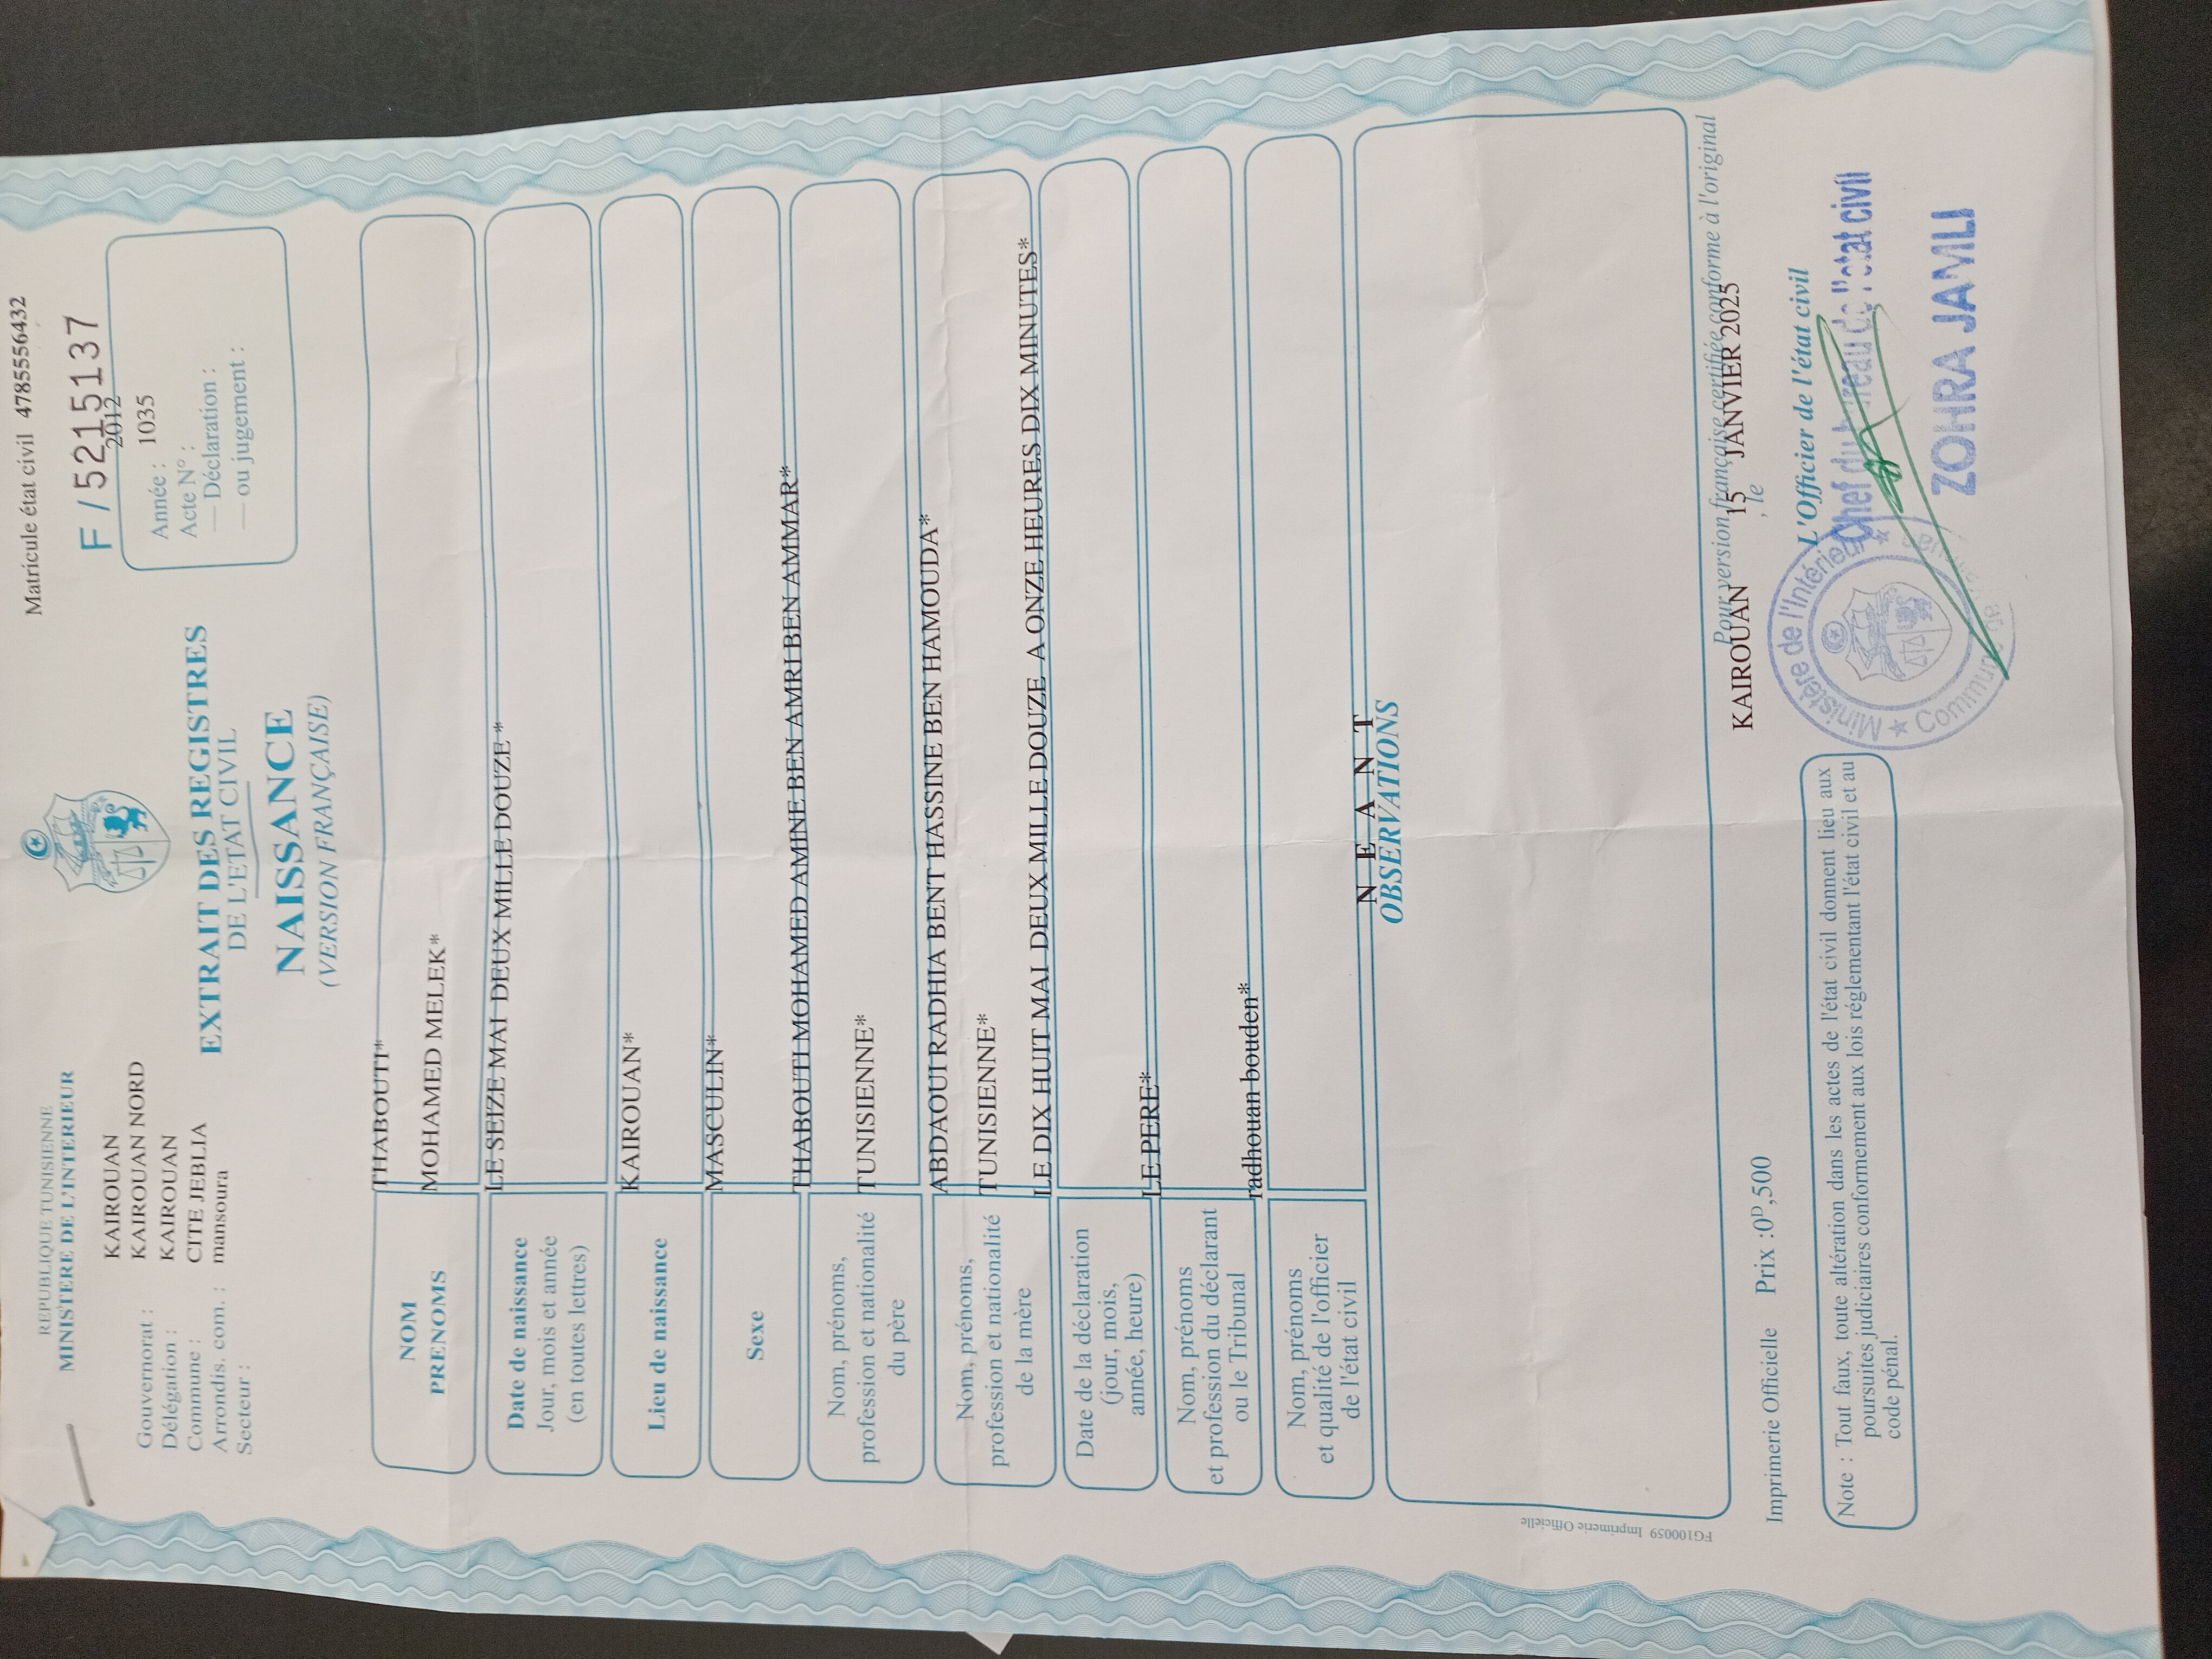 REPUBLIQUE TUNISIENNE
MINISTERE DE L'INTERIEUR
Matricule état civil 4785556432
F / 5215137
Gouvernorat : KAIROUAN
Délégation : KAIROUAN NORD
Commune : KAIROUAN
Arrondis. com. : CITE JEBLIA
Secteur : mansoura
2012
Année :
1035
Acte N° :
— Déclaration :
— ou jugement :
EXTRAIT DES REGISTRES
DE L'ETAT CIVIL
NAISSANCE
(VERSION FRANÇAISE)
NOM
PRENOMS
THABOUTI*
MOHAMED MELEK*
Date de naissance
Jour, mois et année
(en toutes lettres)
LE SEIZE MAI DEUX MILLE DOUZE *
Lieu de naissance
KAIROUAN*
Sexe
MASCULIN*
Nom, prénoms,
profession et nationalité
du père
THABOUTI MOHAMED AMINE BEN AMRI BEN AMMAR*
TUNISIENNE*
Nom, prénoms,
profession et nationalité
de la mère
ABDAOUI RADHIA BENT HASSINE BEN HAMOUDA*
TUNISIENNE*
Date de la déclaration
(jour, mois,
année, heure)
LE DIX HUIT MAI DEUX MILLE DOUZE A ONZE HEURES DIX MINUTES*
Nom, prénoms
et profession du déclarant
ou le Tribunal
LE PERE*
Nom, prénoms
et qualité de l'officier
de l'état civil
radhouan bouden*
N E A N T
OBSERVATIONS
FG100059 Imprimerie Officielle
Pour version française certifiée conforme à l'original
KAIROUAN , le 15 JANVIER 2025
Imprimerie Officielle Prix :0ᴰ,500
L'Officier de l'état civil
Chef du bureau de l'etat civil
ZOHRA JAMLI
Ministère de l'Intérieur
Commune de
Note : Tout faux, toute altération dans les actes de l'état civil donnent lieu aux
poursuites judiciaires conformement aux lois réglementant l'état civil et au
code pénal.